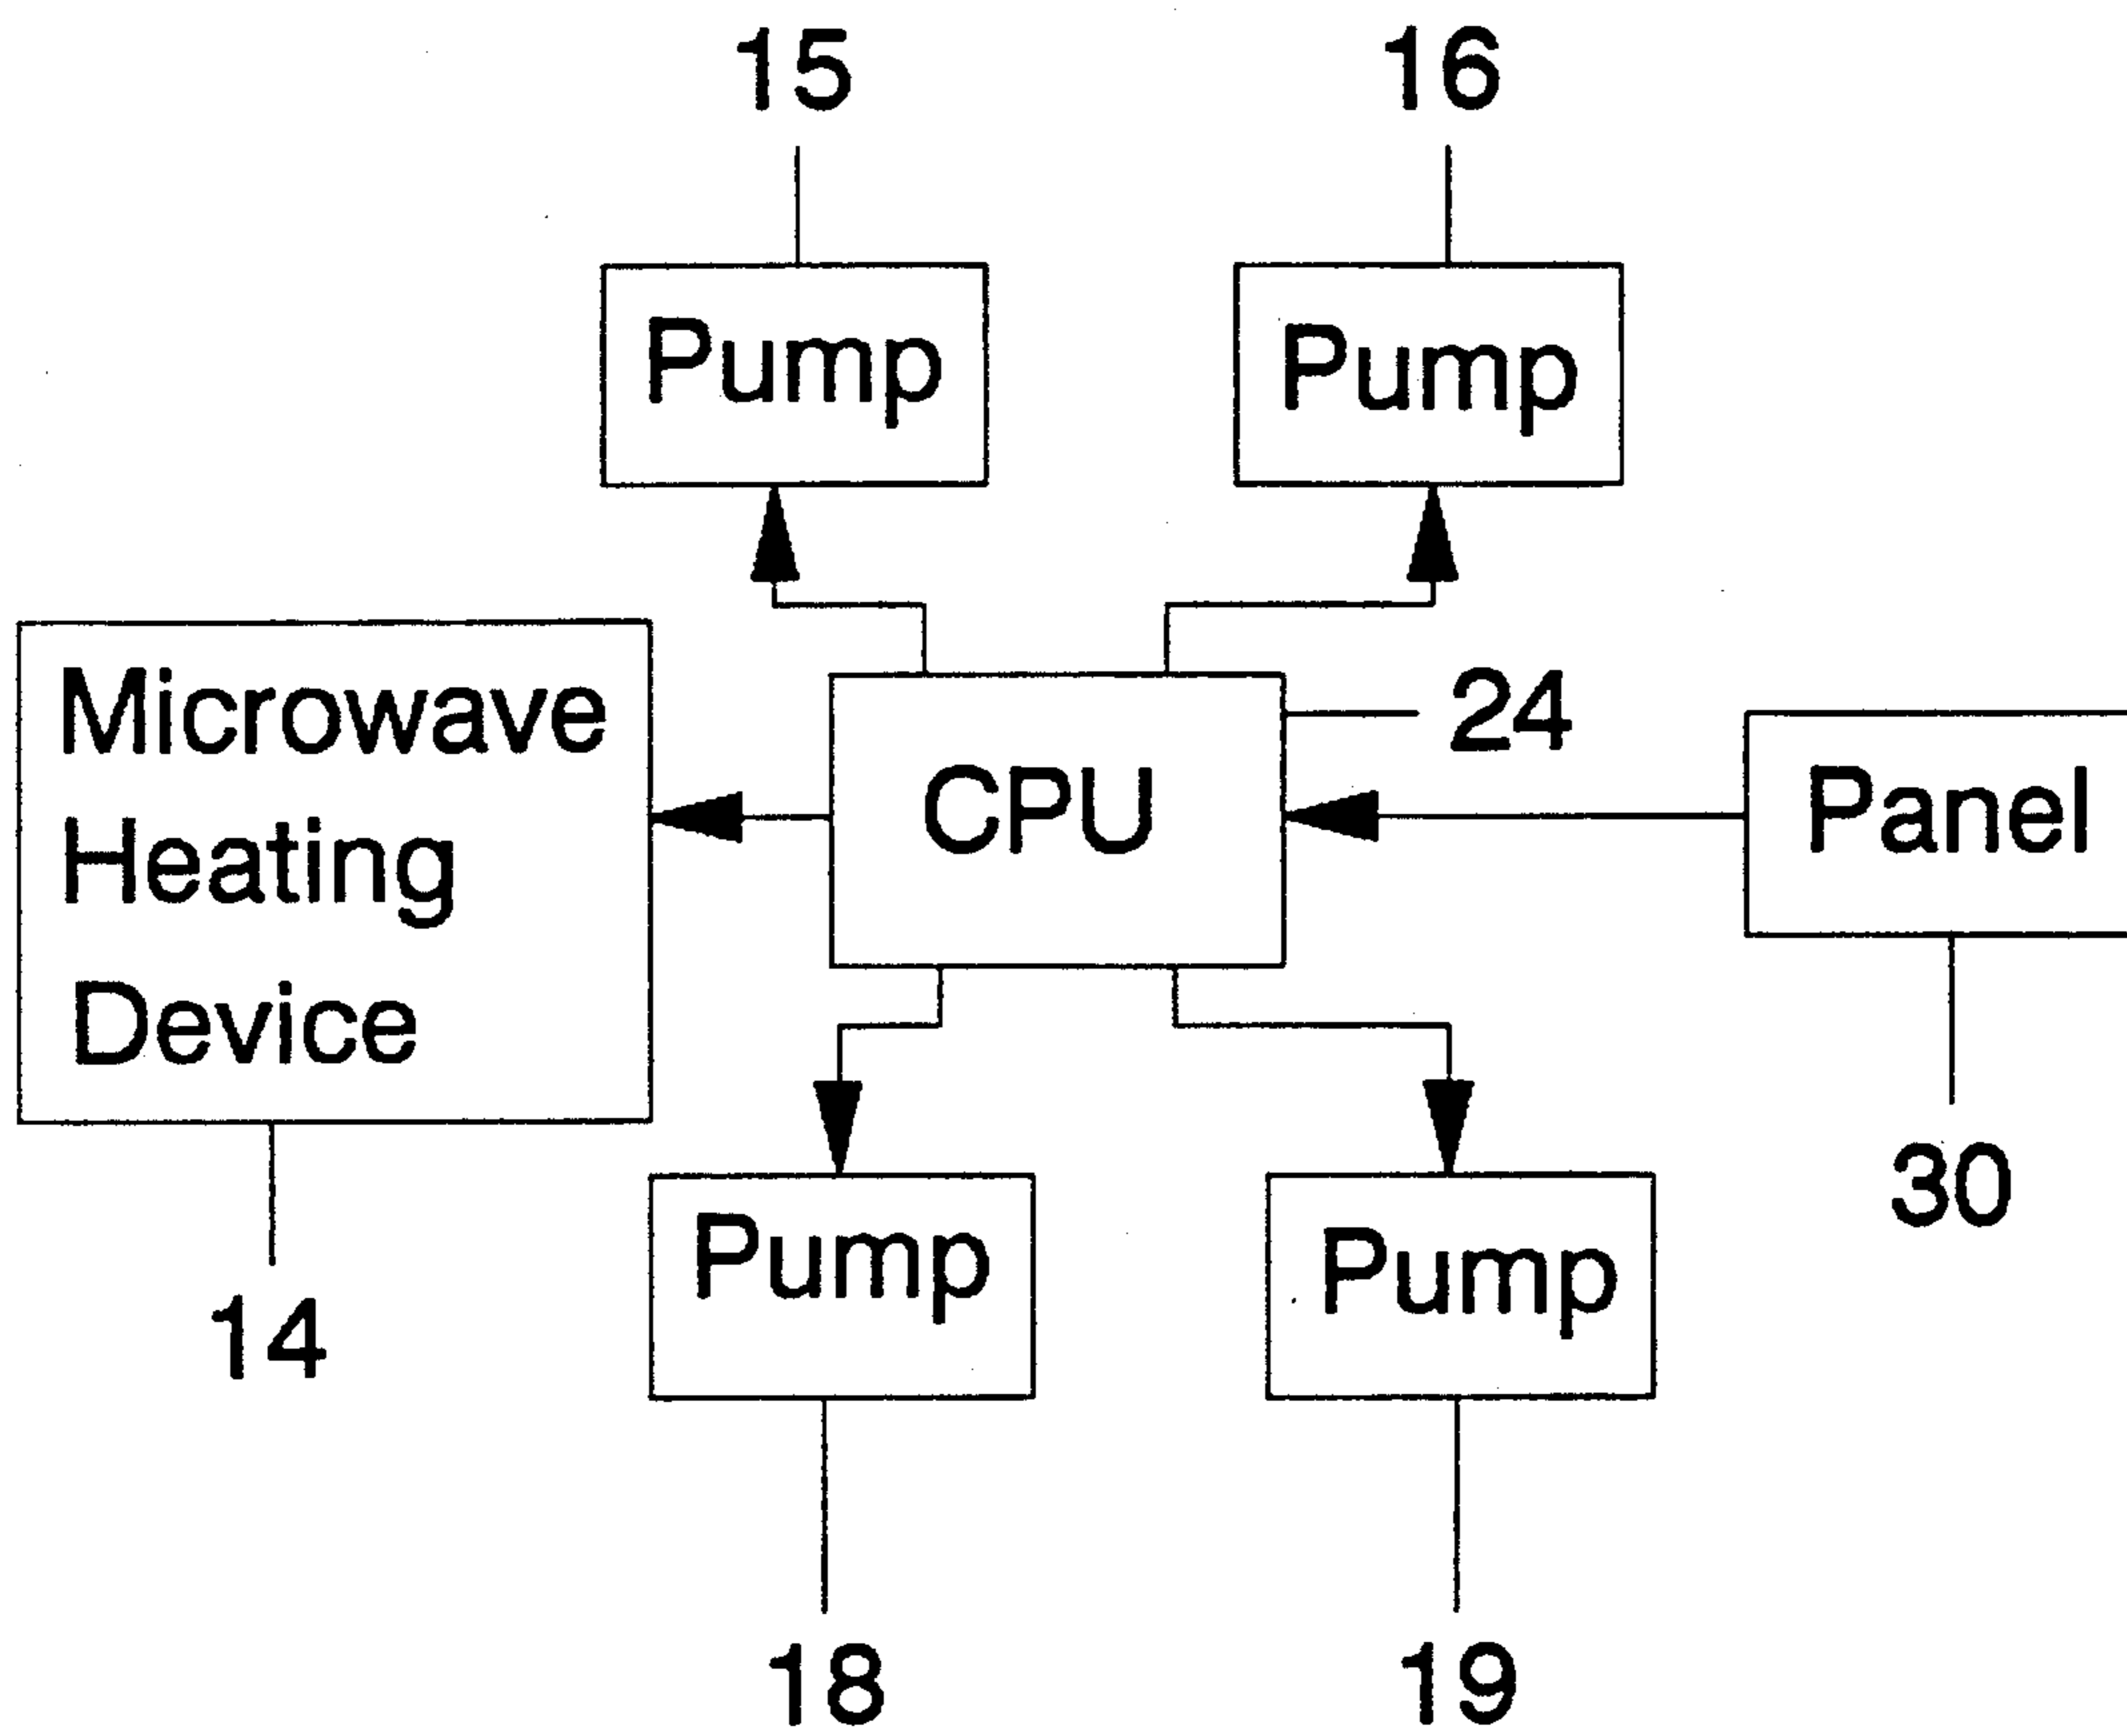 15
16
Pump
Pump
Microwave
Heating
Device
24
CPU
Panel
30
14
Pump
Pump
18
19